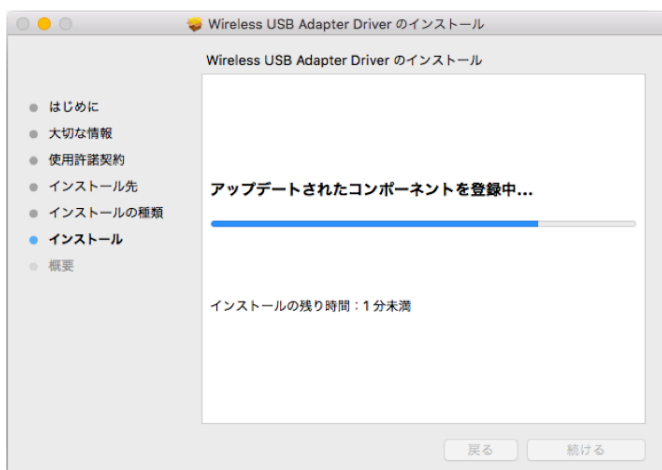 Wireless USB Adapter Driver のインストール
Wireless USB Adapter Driver のインストール
はじめに
大切な情報
使用許諾契約
インストール先
インストールの種類
インストール
概要
アップデートされたコンポーネントを登録中...
インストールの残り時間：1 分未満
戻る
続ける